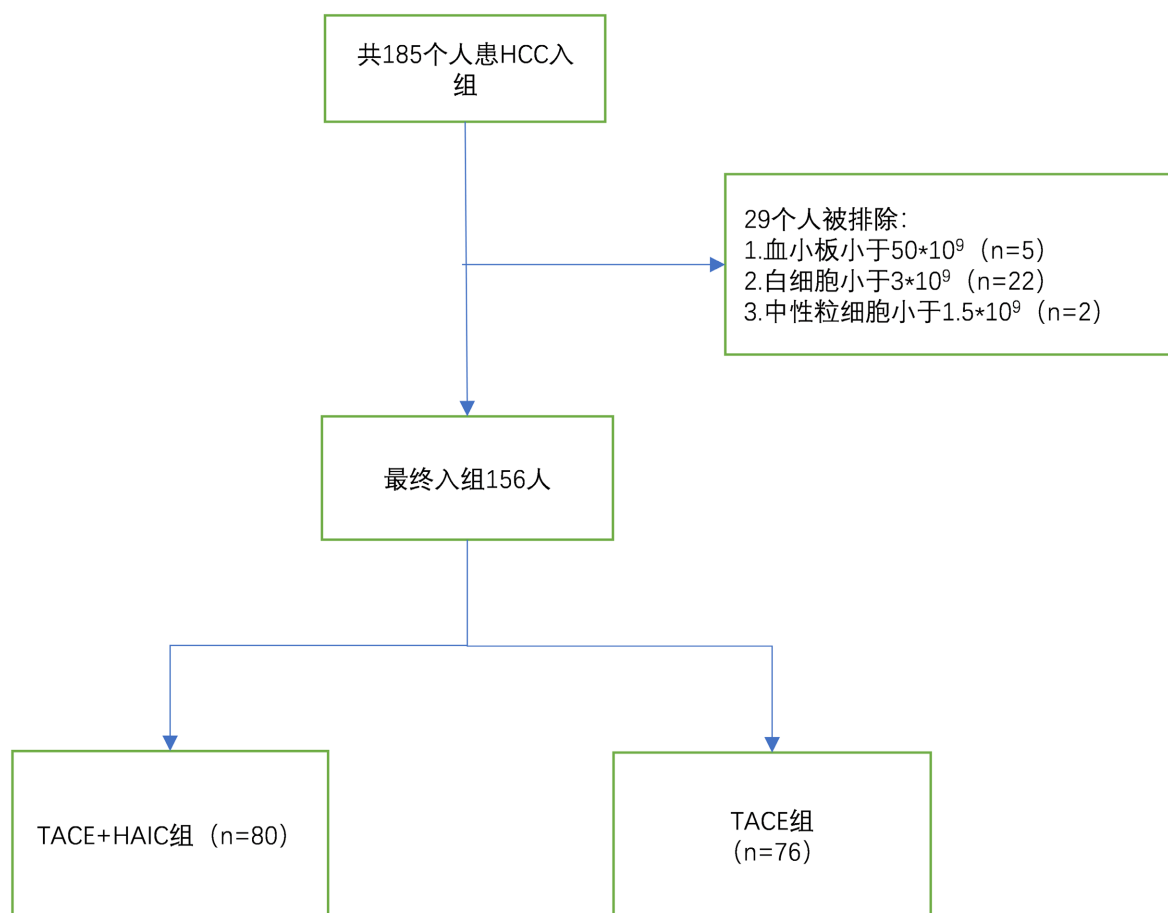 共185个人患HCC入
组
29个人被排除：
1.血小板小于50*10⁹（n=5）
2.白细胞小于3*10⁹（n=22）
3.中性粒细胞小于1.5*10⁹（n=2）
最终入组156人
TACE+HAIC组（n=80）
TACE组
（n=76）